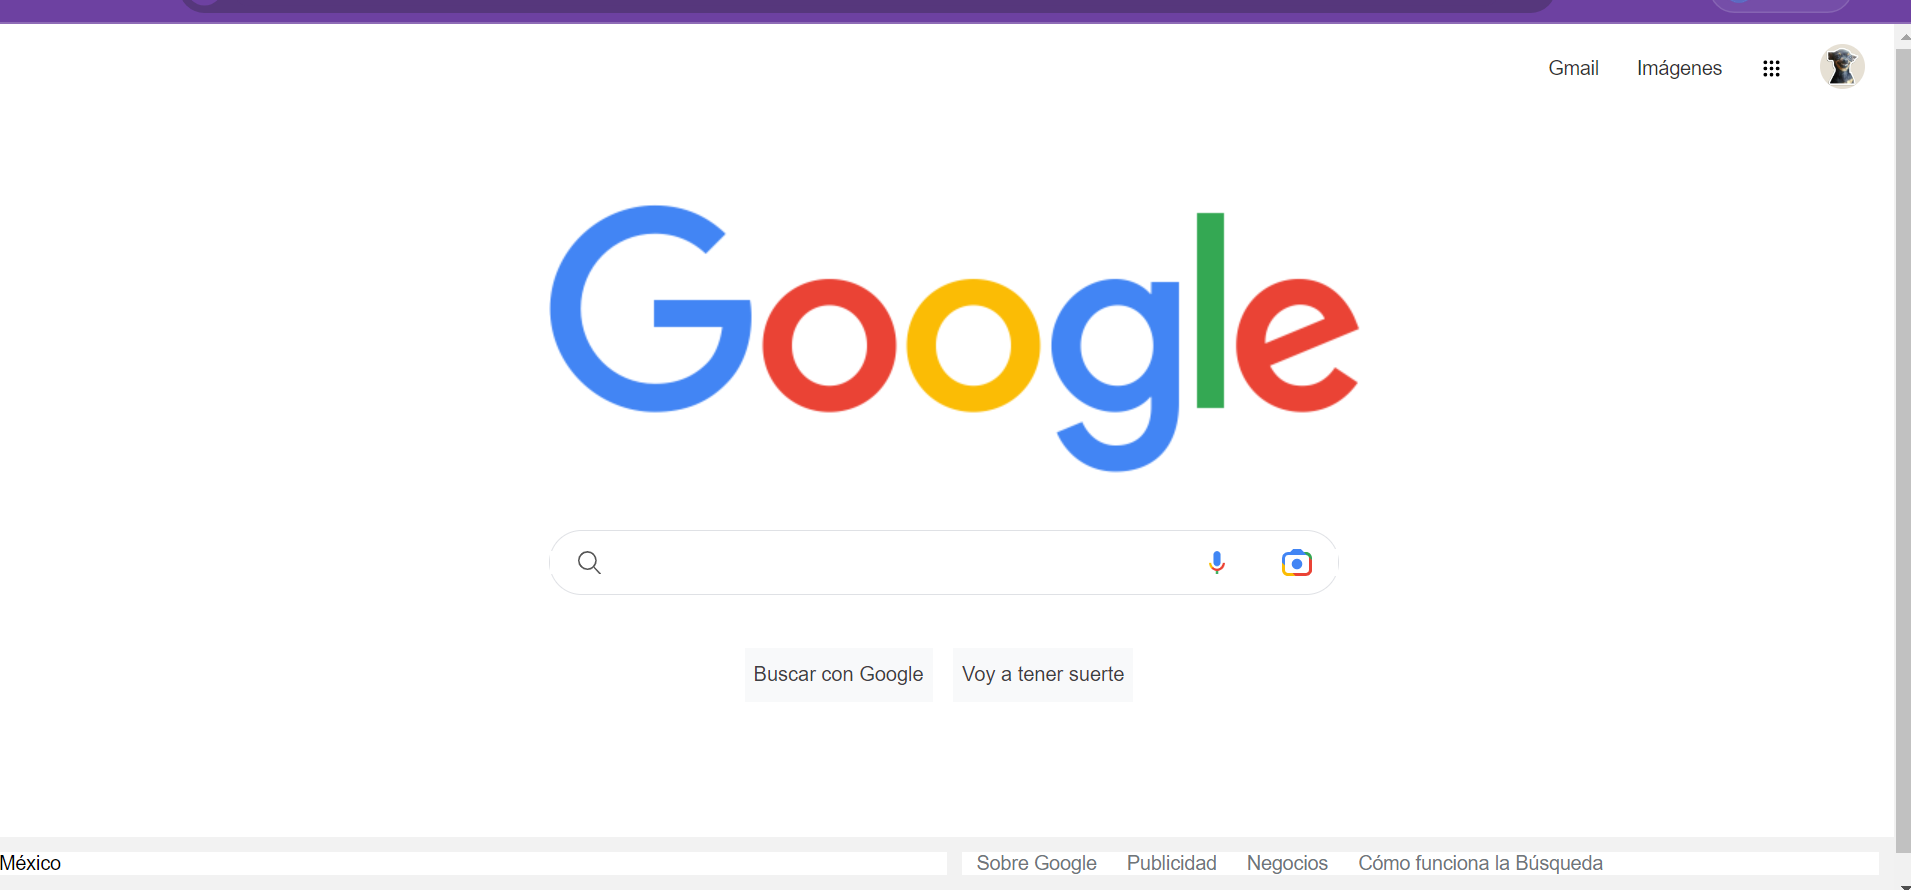 Gmail Imágenes
Google
Buscar con Google Voy a tener suerte
México Sobre Google Publicidad Negocios Cómo funciona la Búsqueda